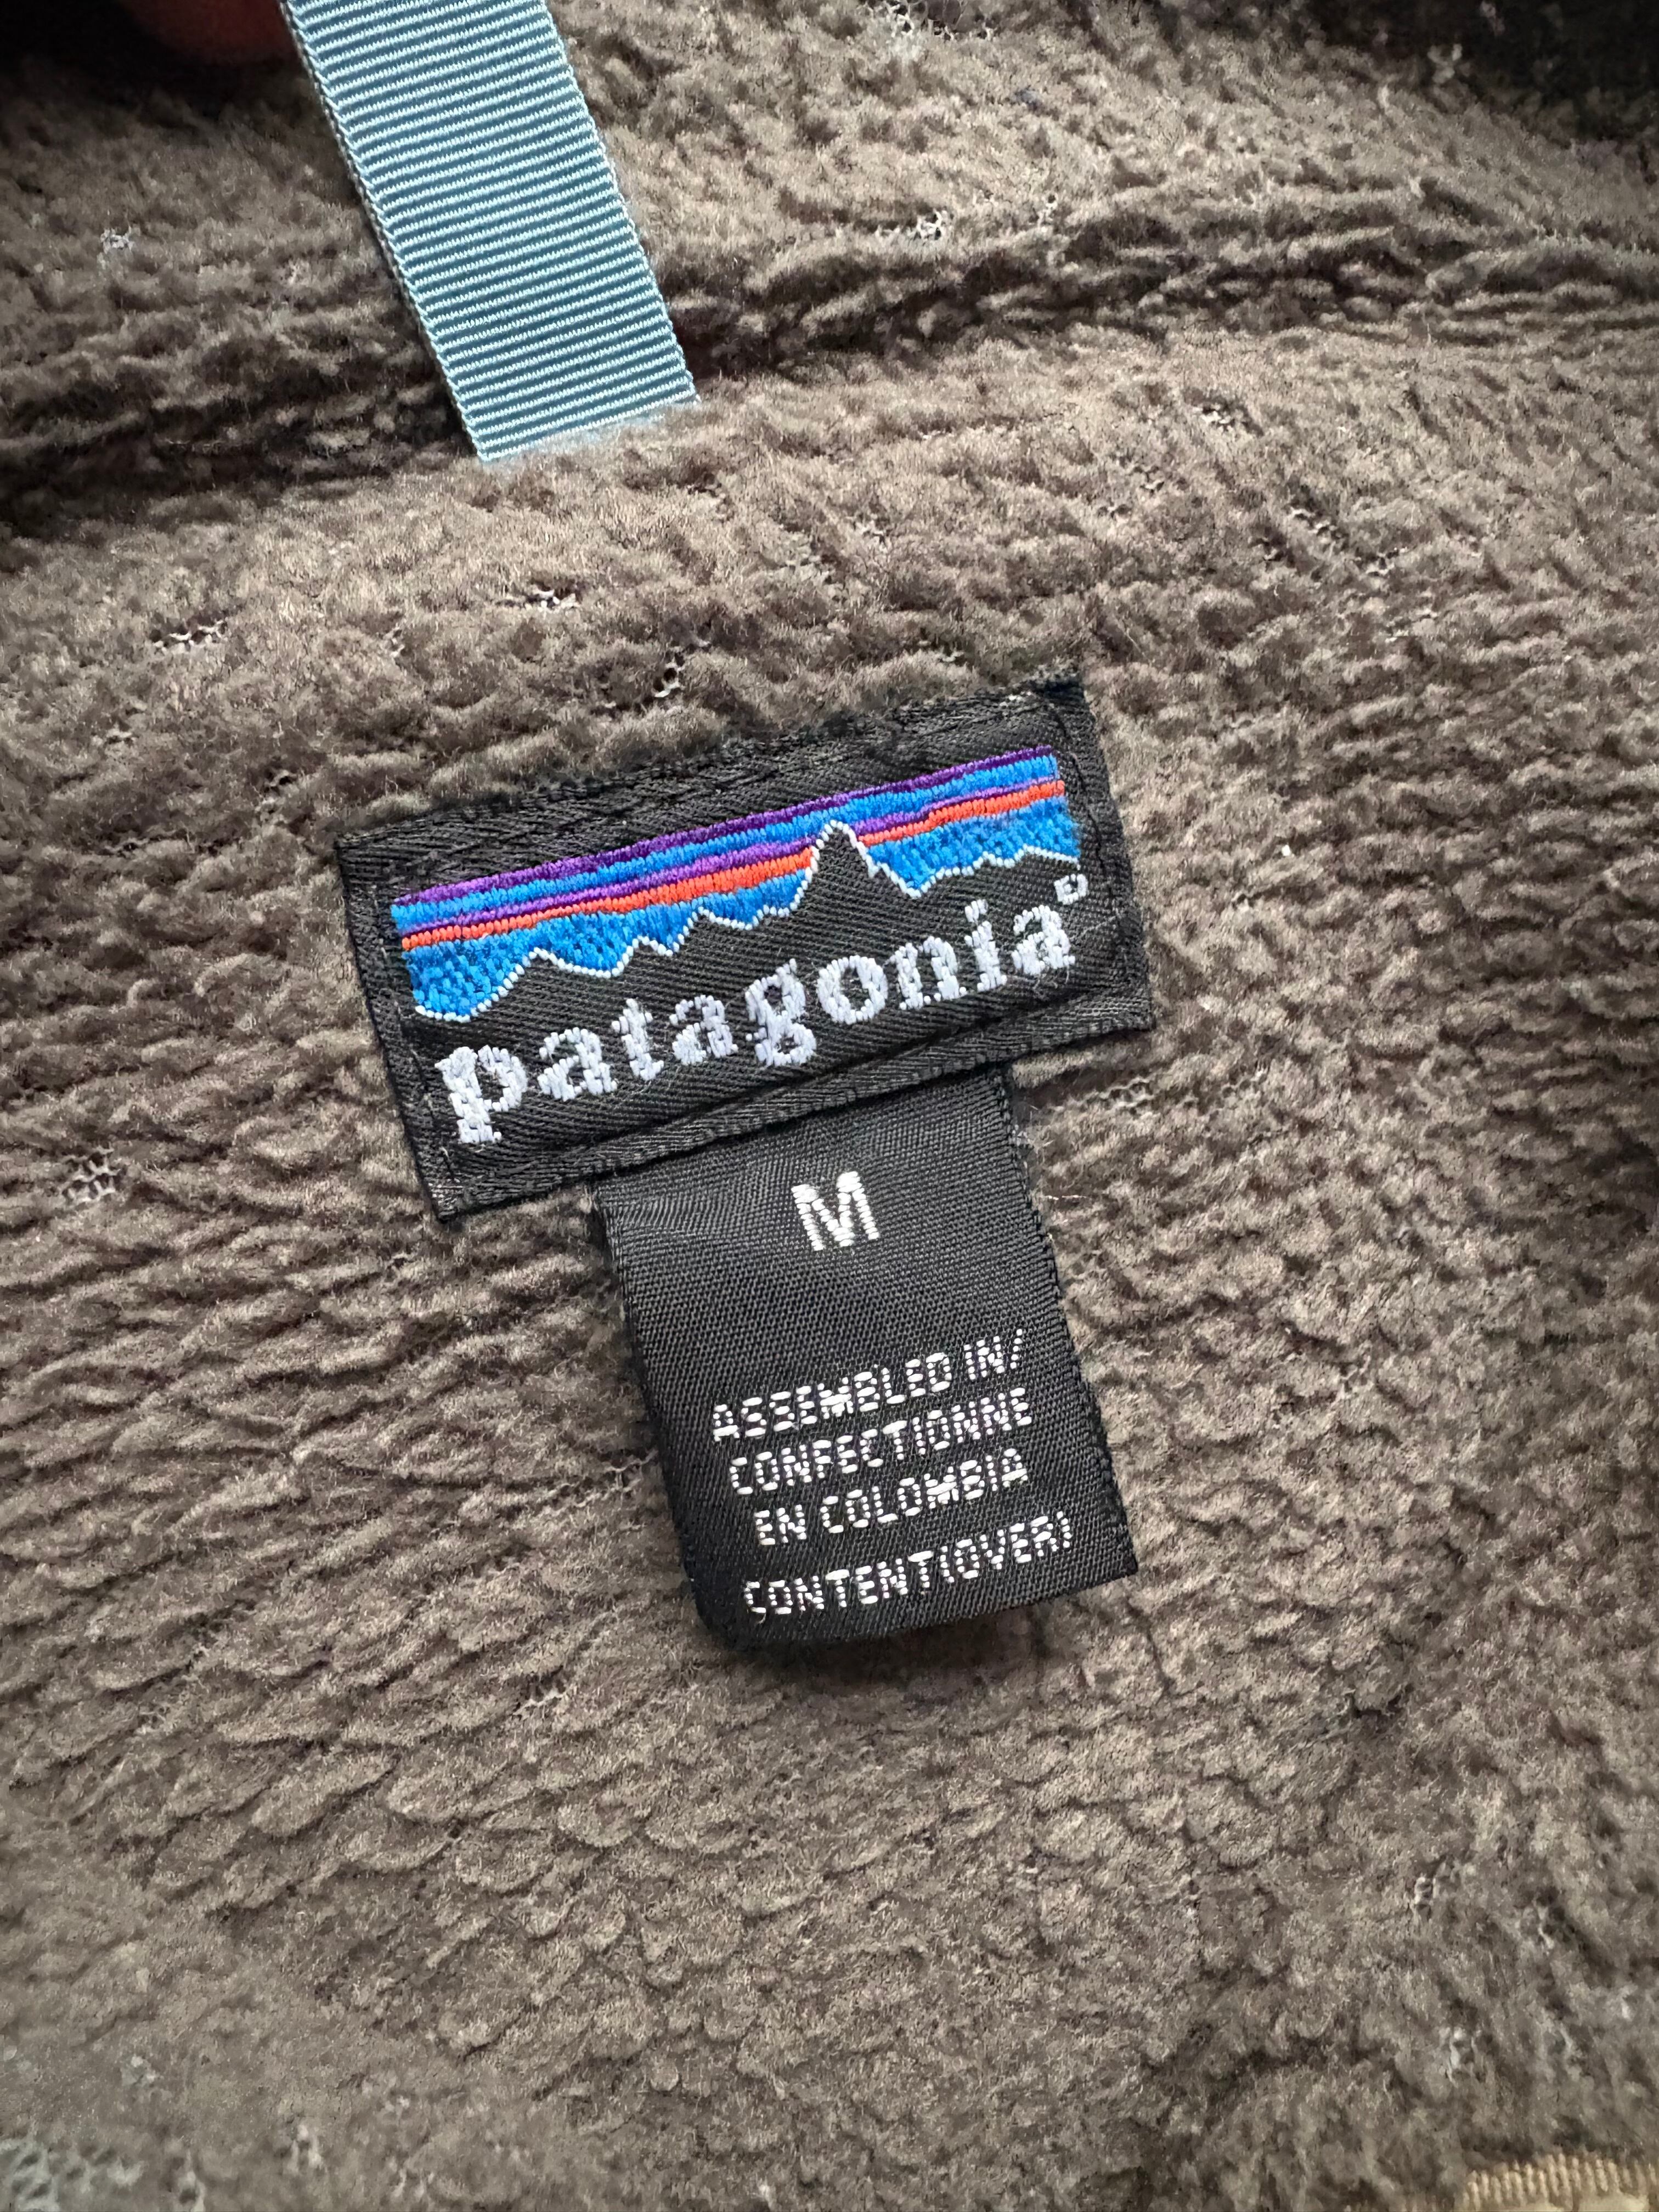 patagonia®
M
ASSEMBLED IN/
CONFECTIONNE
EN COLOMBIA
CONTENT(OVER)